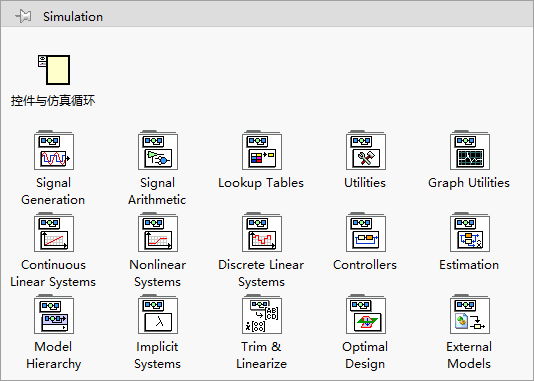 Simulation
控件与仿真循环
Signal Generation
Signal Arithmetic
Lookup Tables
Utilities
Graph Utilities
Continuous Linear Systems
Nonlinear Systems
Discrete Linear Systems
Controllers
Estimation
Model Hierarchy
Implicit Systems
Trim & Linearize
Optimal Design
External Models